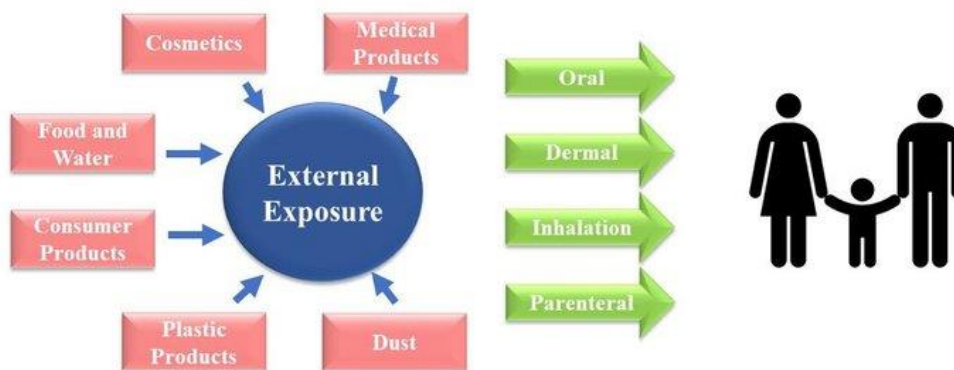 Cosmetics
Medical
Products
Food and
Water
External
Exposure
Consumer
Products
Plastic
Products
Dust
Oral
Dermal
Inhalation
Parenteral